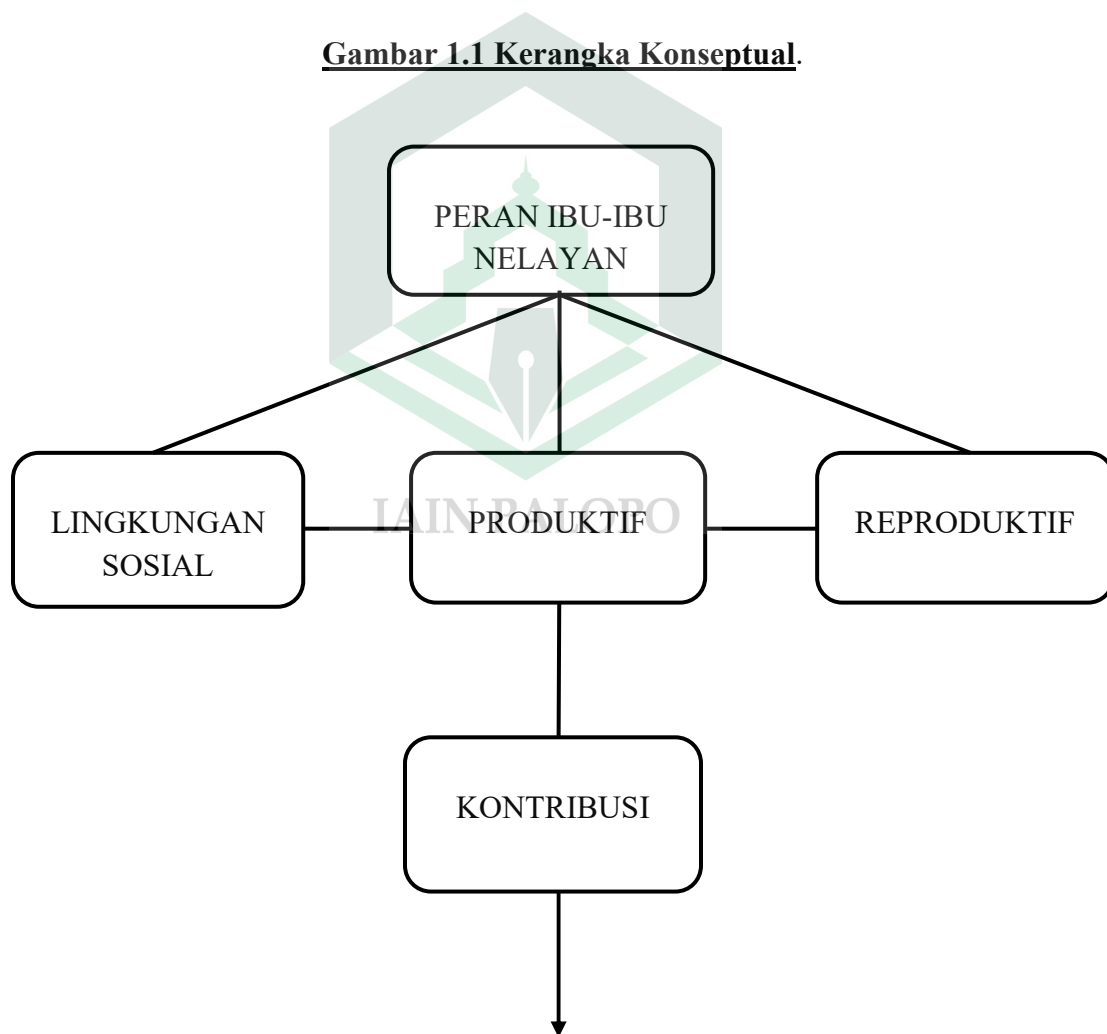 Gambar 1.1 Kerangka Konseptual.
PERAN IBU-IBU
NELAYAN
LINGKUNGAN
SOSIAL
IAIN PALOPO
PRODUKTIF
REPRODUKTIF
KONTRIBUSI